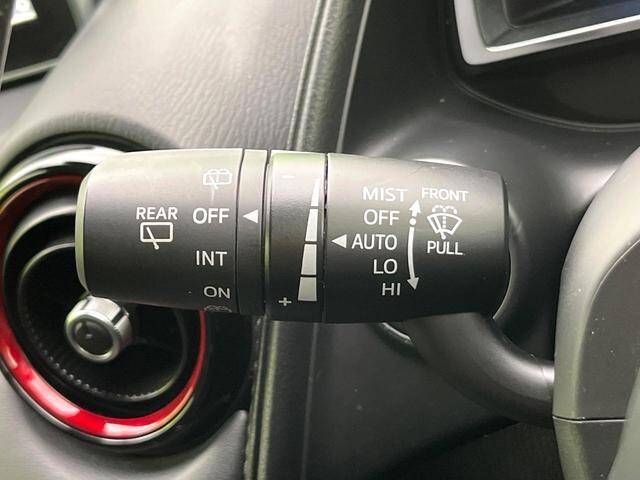 REAR
OFF
INT
ON
-
+
MIST
OFF
AUTO
LO
HI
FRONT
PULL